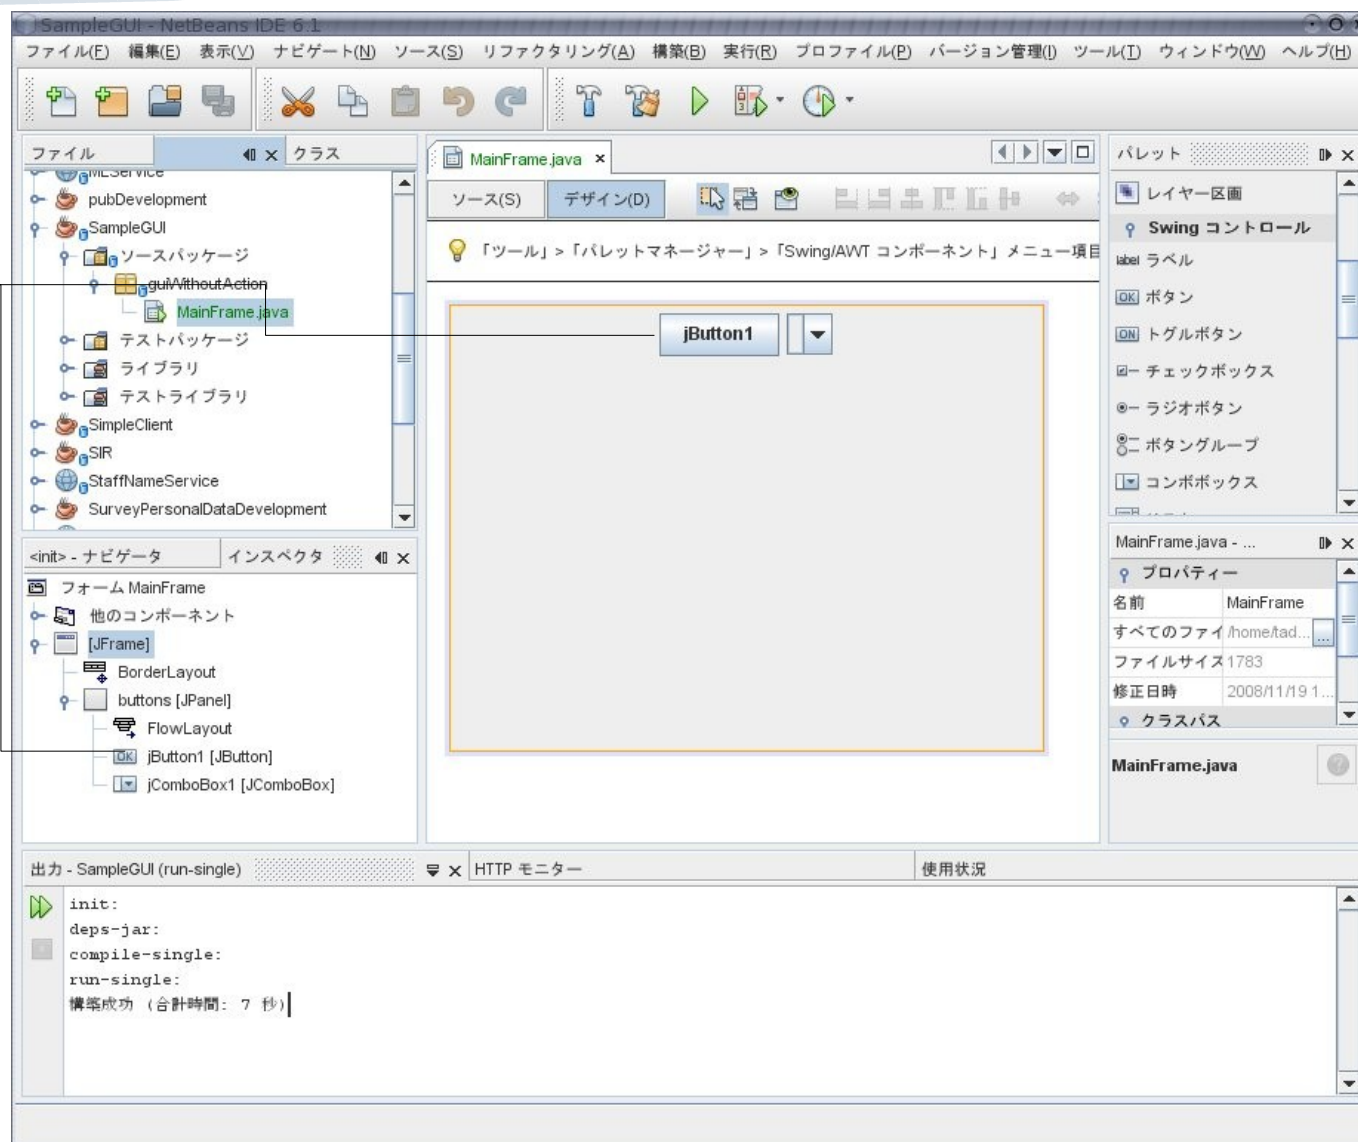 SampleGUI - NetBeans IDE 6.1
ファイル(F) 編集(E) 表示(V) ナビゲート(N) ソース(S) リファクタリング(A) 構築(B) 実行(R) プロファイル(P) バージョン管理(I) ツール(T) ウィンドウ(W) ヘルプ(H)
ファイル クラス
MLService
pubDevelopment
SampleGUI
ソースパッケージ
guiWithoutAction
MainFrame.java
テストパッケージ
ライブラリ
テストライブラリ
SimpleClient
SIR
StaffNameService
SurveyPersonalDataDevelopment
<init> - ナビゲータ インスペクタ
フォーム MainFrame
他のコンポーネント
[JFrame]
BorderLayout
buttons [JPanel]
FlowLayout
OK jButton1 [JButton]
jComboBox1 [JComboBox]
MainFrame.java
ソース(S) デザイン(D)
「ツール」>「パレットマネージャー」>「Swing/AWT コンポーネント」メニュー項目
jButton1
パレット
レイヤー区画
Swing コントロール
label ラベル
OK ボタン
ON トグルボタン
チェックボックス
ラジオボタン
ボタングループ
コンボボックス
MainFrame.java - ...
プロパティー
名前 MainFrame
すべてのファイ /home/tad... ...
ファイルサイズ 1783
修正日時 2008/11/19 1...
クラスパス
MainFrame.java
出力 - SampleGUI (run-single) HTTP モニター 使用状況
init:
deps-jar:
compile-single:
run-single:
構築成功 (合計時間: 7 秒)